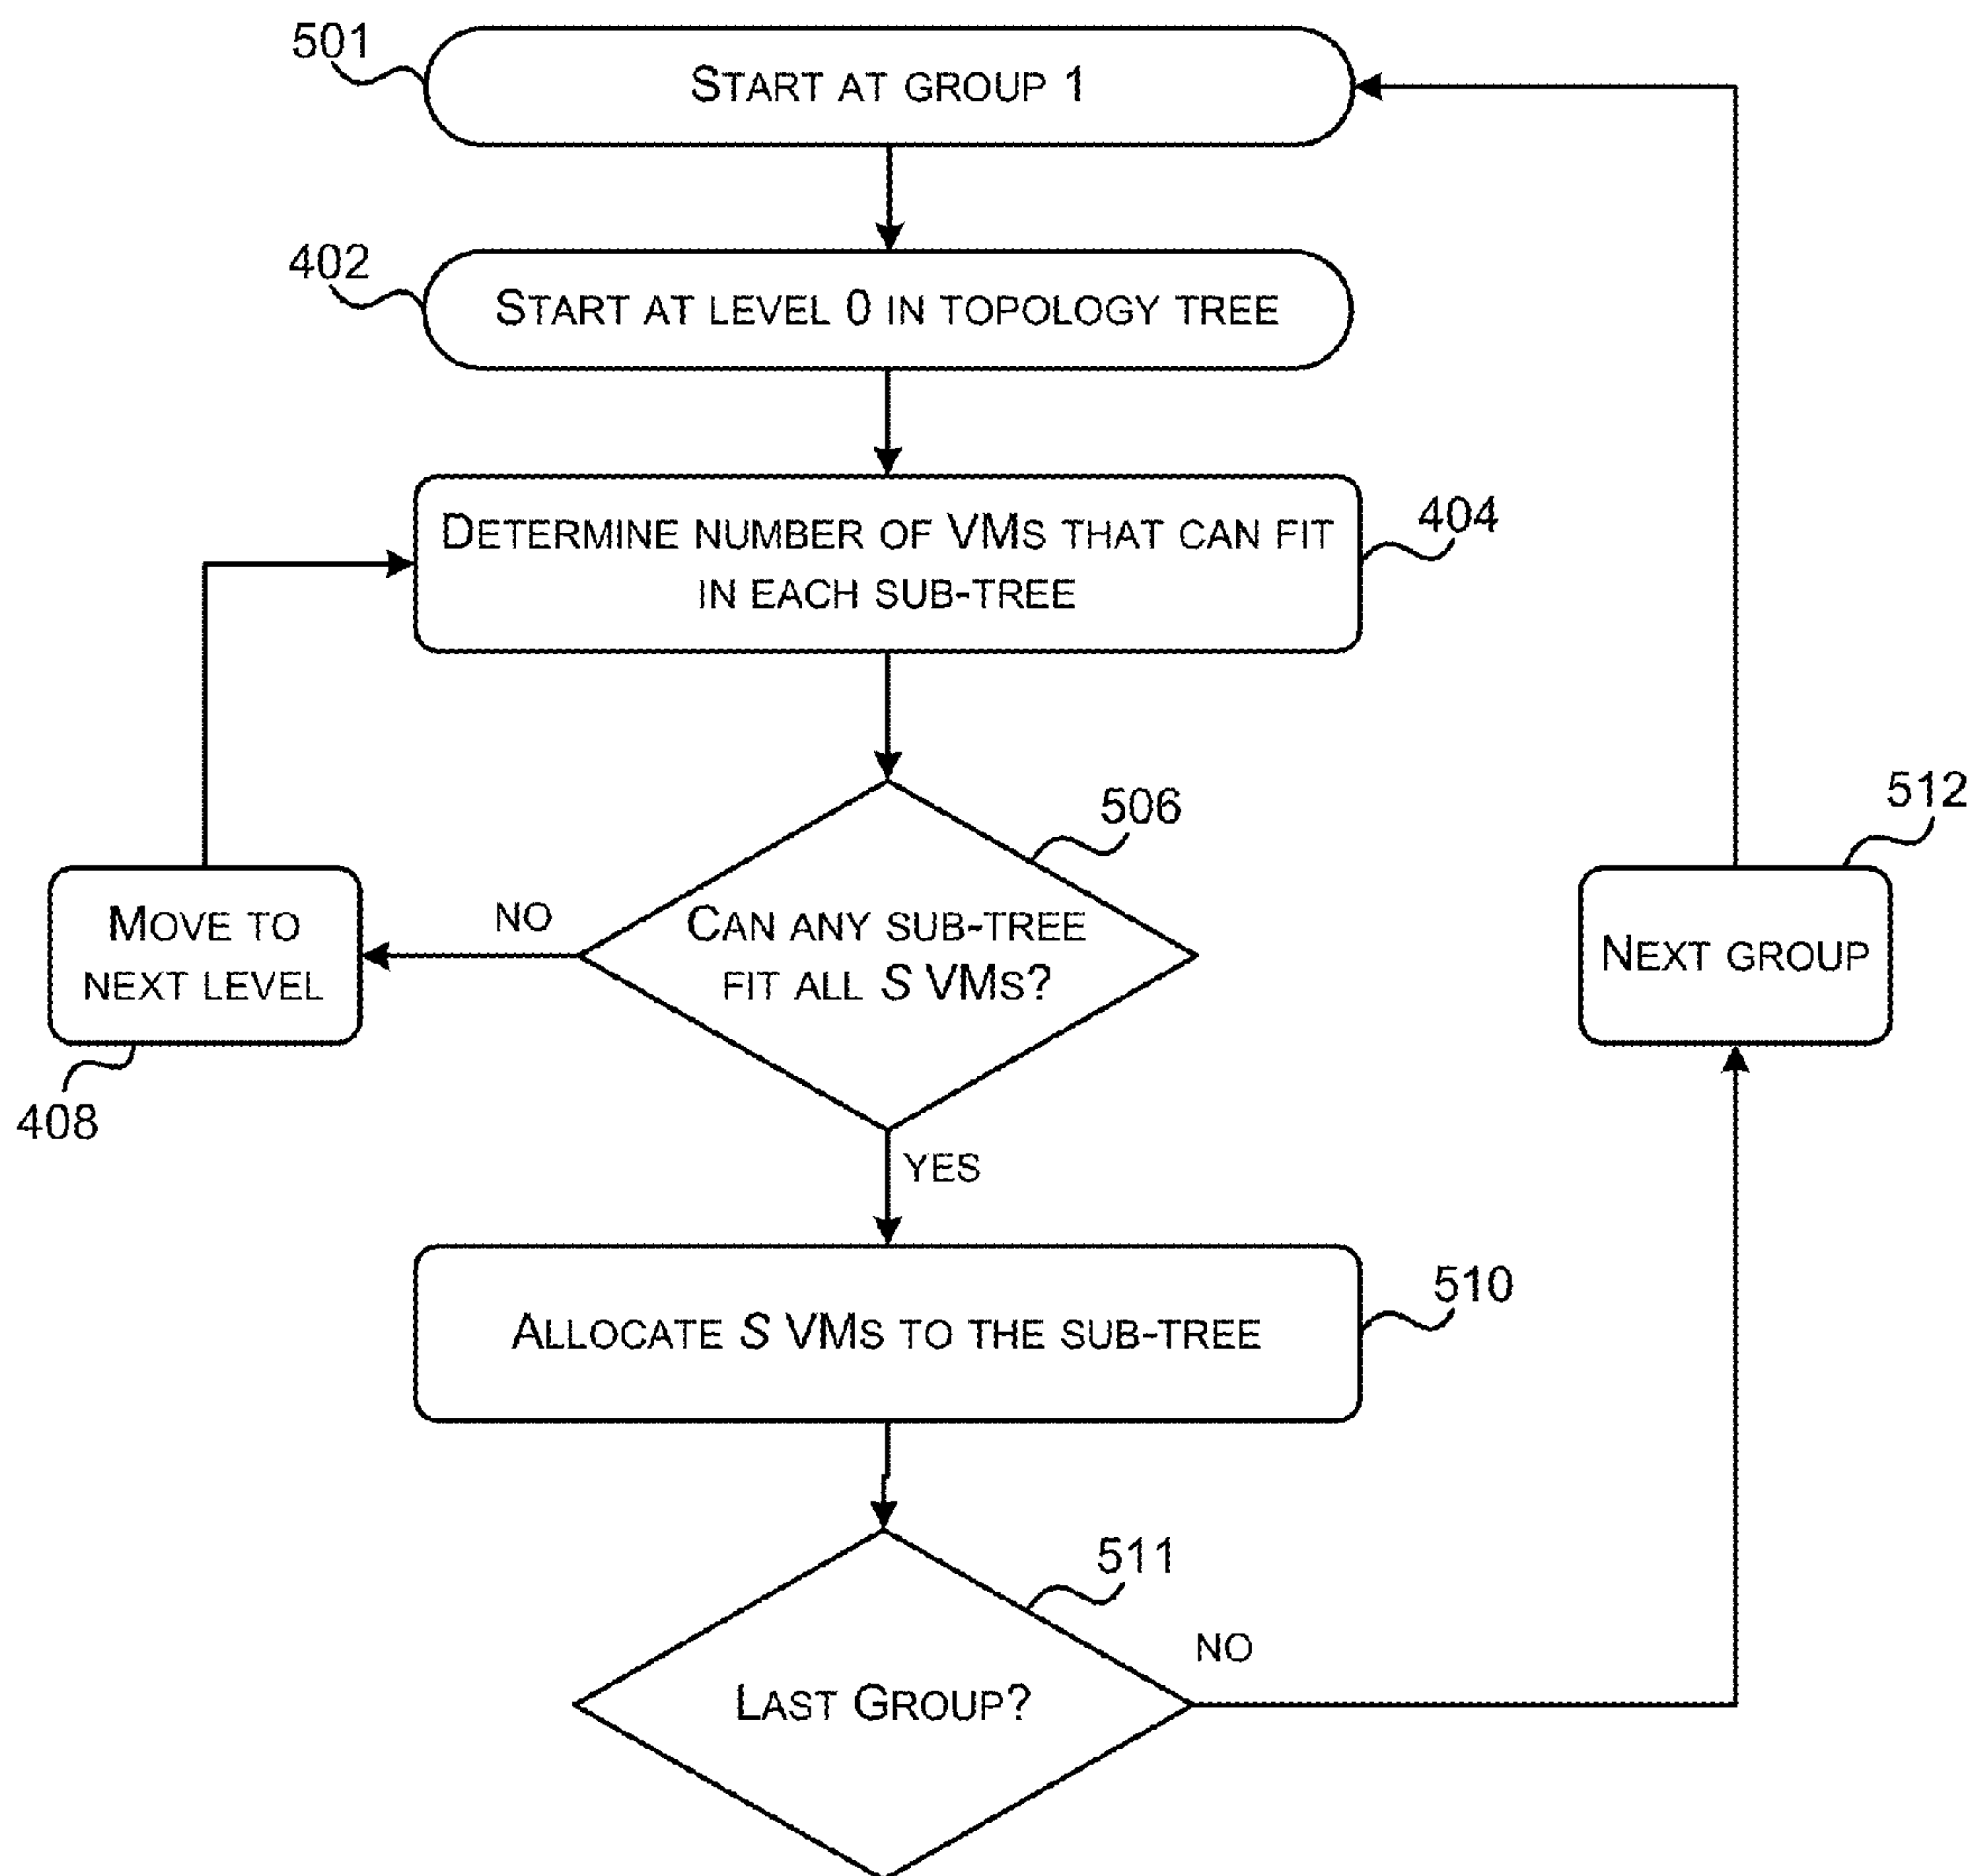 501
START AT GROUP 1
402
START AT LEVEL 0 IN TOPOLOGY TREE
DETERMINE NUMBER OF VMS THAT CAN FIT
IN EACH SUB-TREE
404
506
CAN ANY SUB-TREE
FIT ALL S VMS?
NO
MOVE TO
NEXT LEVEL
408
512
NEXT GROUP
YES
ALLOCATE S VMS TO THE SUB-TREE
510
511
LAST GROUP?
NO